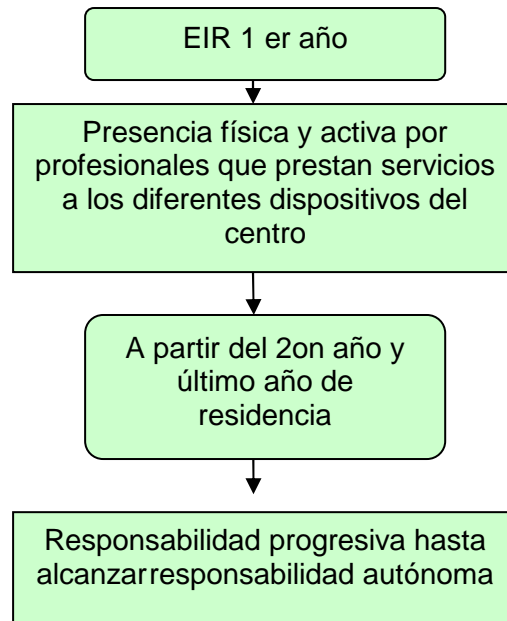 EIR 1 er año
Presencia física y activa por
profesionales que prestan servicios
a los diferentes dispositivos del
centro
A partir del 2on año y
último año de
residencia
Responsabilidad progresiva hasta
alcanzarresponsabilidad autónoma